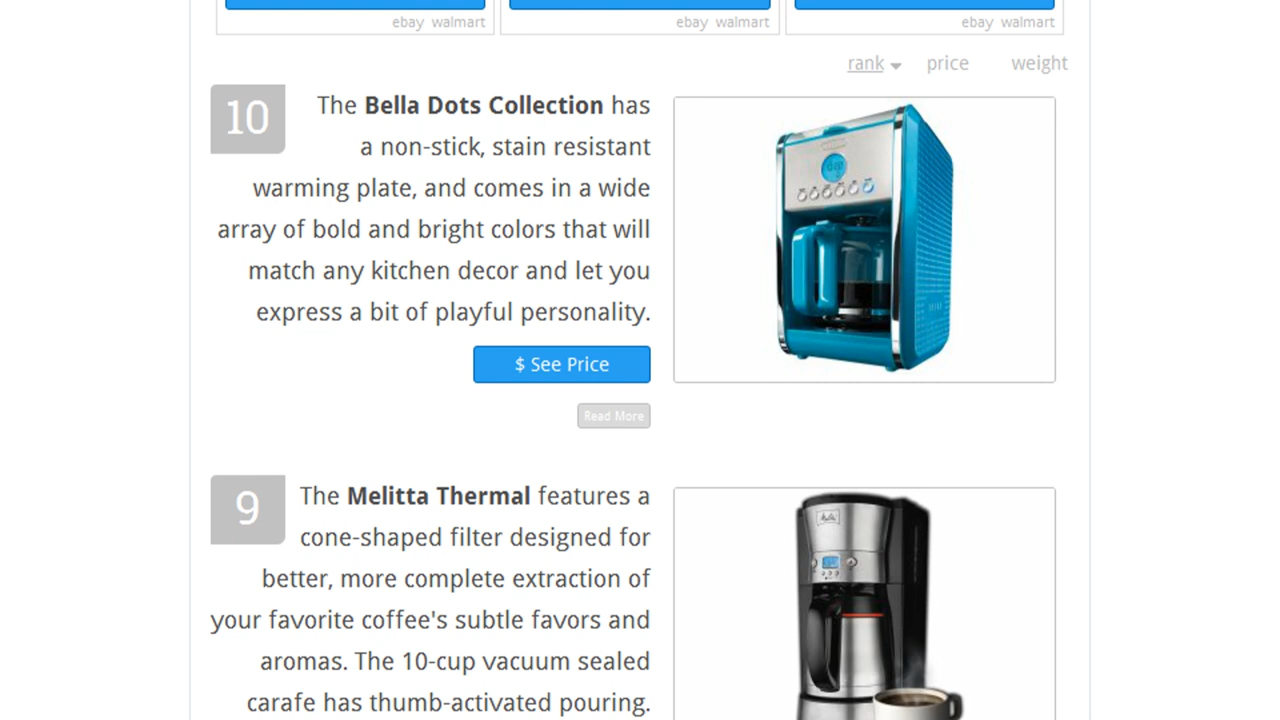 ebay walmart
ebay walmart
ebay walmart
rank price weight
10
The Bella Dots Collection has
a non-stick, stain resistant
warming plate, and comes in a wide
array of bold and bright colors that will
match any kitchen decor and let you
express a bit of playful personality.
$ See Price
Read More
9
The Melitta Thermal features a
cone-shaped filter designed for
better, more complete extraction of
your favorite coffee's subtle favors and
aromas. The 10-cup vacuum sealed
carafe has thumb-activated pouring.